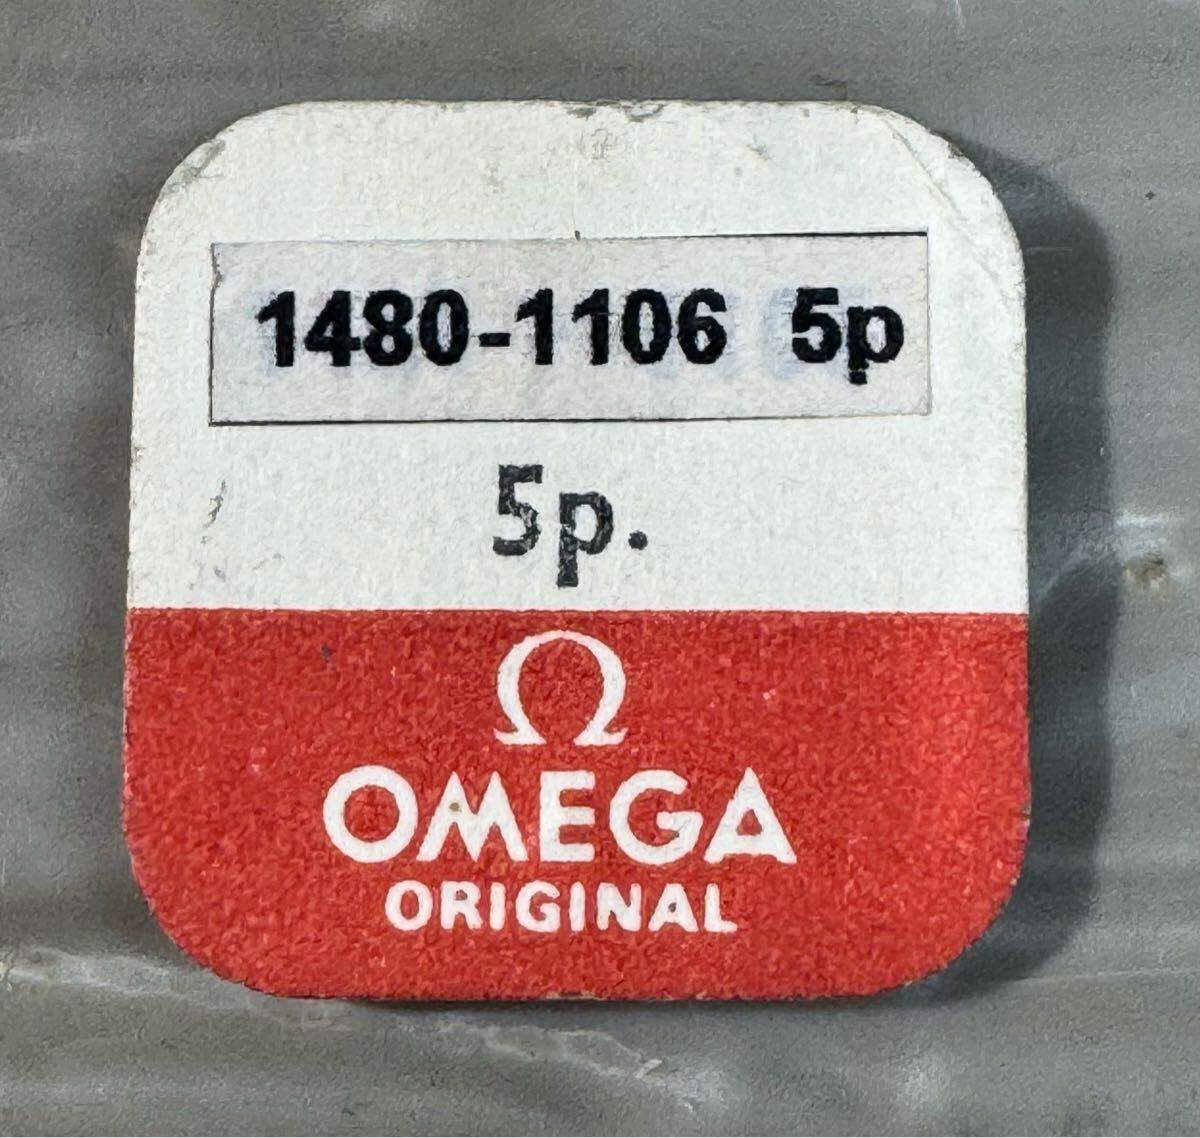 1480-1106 5p
5p.
Ω
OMEGA
ORIGINAL